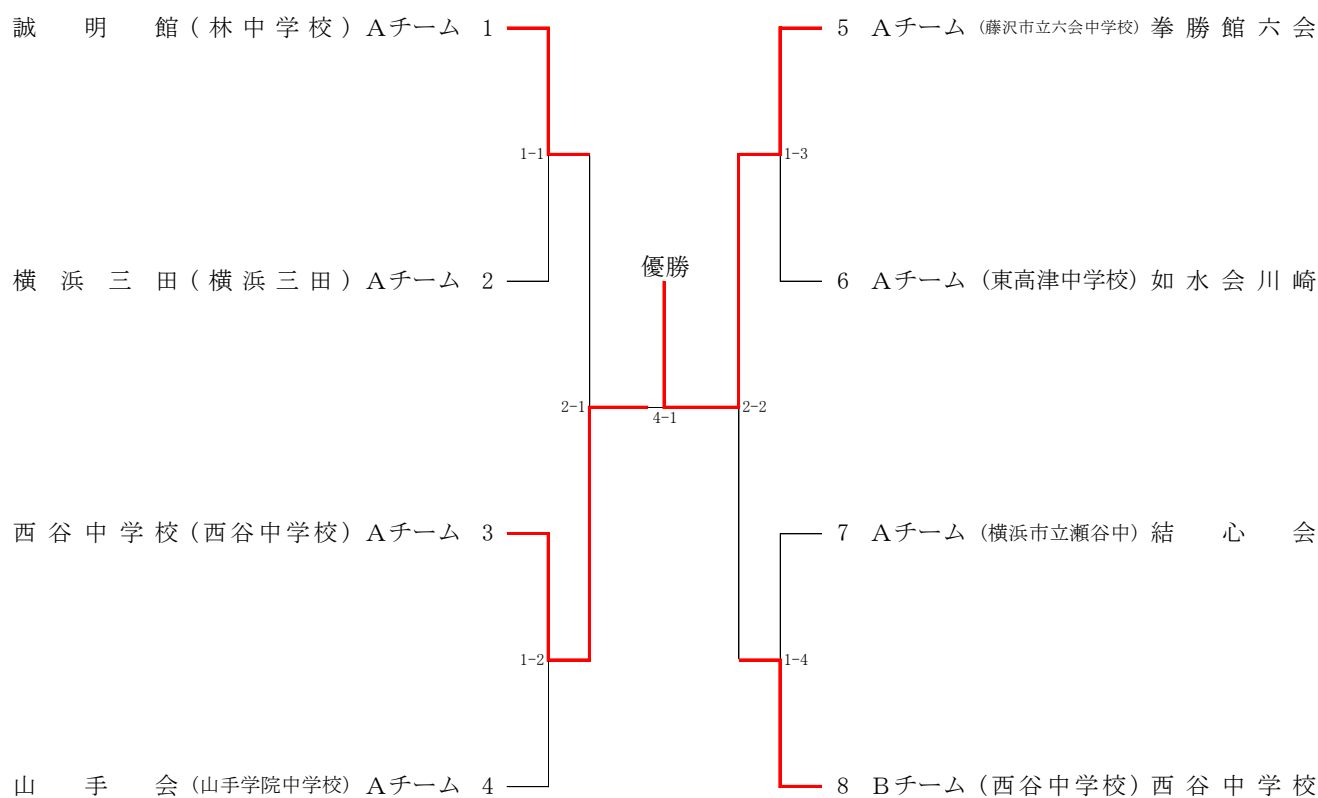 誠明館(林中学校)Aチーム 1
5 Aチーム (藤沢市立六会中学校) 拳勝館六会
1-1
1-3
優勝
横浜三田(横浜三田)Aチーム 2
6 Aチーム (東高津中学校) 如水会川崎
2-1
4-1
2-2
西谷中学校(西谷中学校)Aチーム 3
7 Aチーム (横浜市立瀬谷中) 結心会
1-2
1-4
山手会(山手学院中学校)Aチーム 4
8 Bチーム (西谷中学校) 西谷中学校